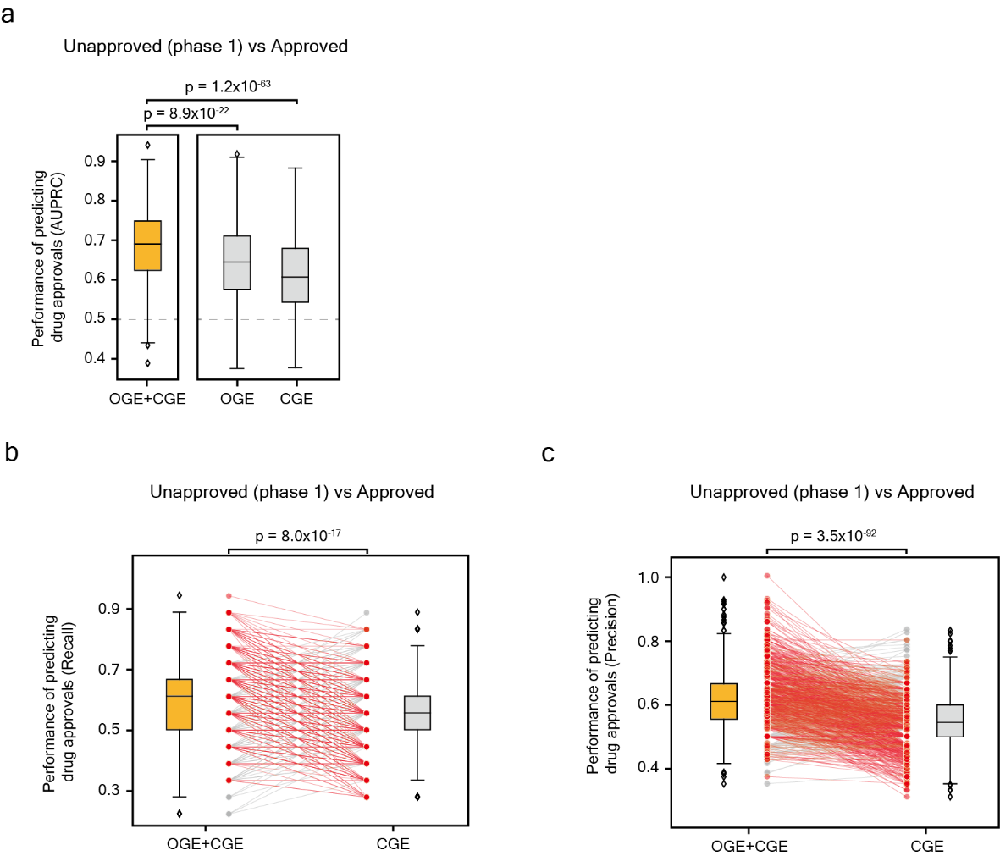 a
Unapproved (phase 1) vs Approved
p = 1.2x10⁻⁶³
p = 8.9x10⁻²²
Performance of predicting
drug approvals (AUPRC)
0.9
0.8
0.7
0.6
0.5
0.4
OGE+CGE
OGE
CGE
b
Unapproved (phase 1) vs Approved
p = 8.0x10⁻¹⁷
Performance of predicting
drug approvals (Recall)
0.9
0.7
0.5
0.3
OGE+CGE
CGE
c
Unapproved (phase 1) vs Approved
p = 3.5x10⁻⁹²
Performance of predicting
drug approvals (Precision)
1.0
0.8
0.6
0.4
OGE+CGE
CGE